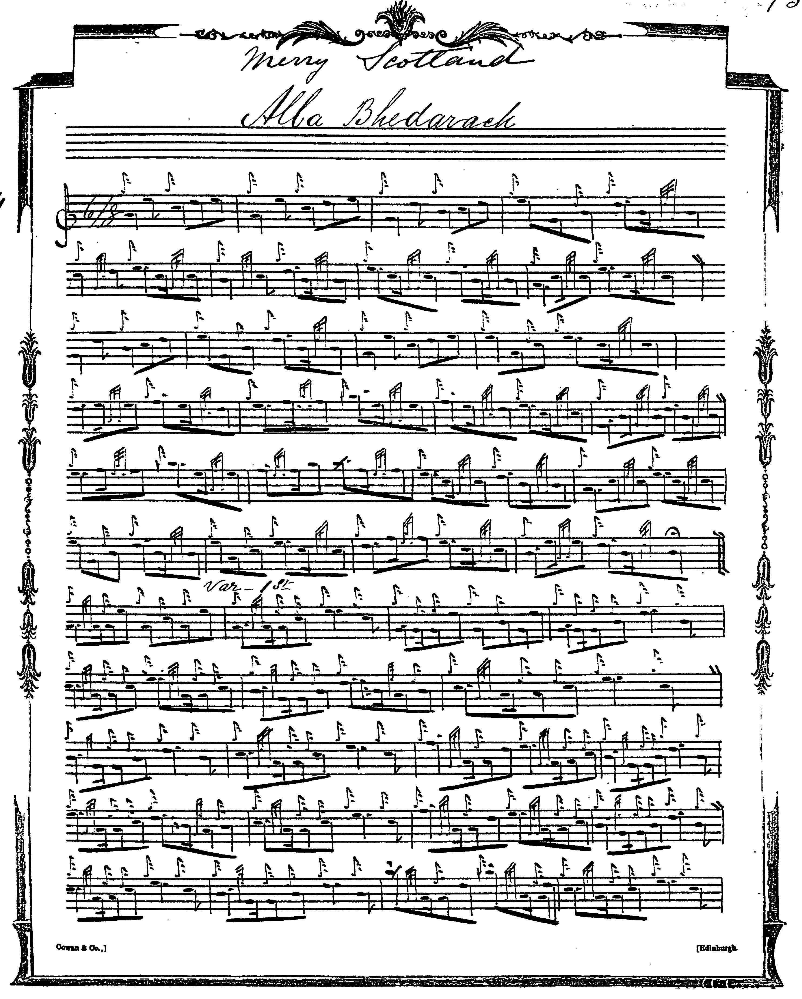 Merry Scotland
Alba Bhedarach
6/8
Var - 1st
Cowan & Co.,]
[Edinburgh.